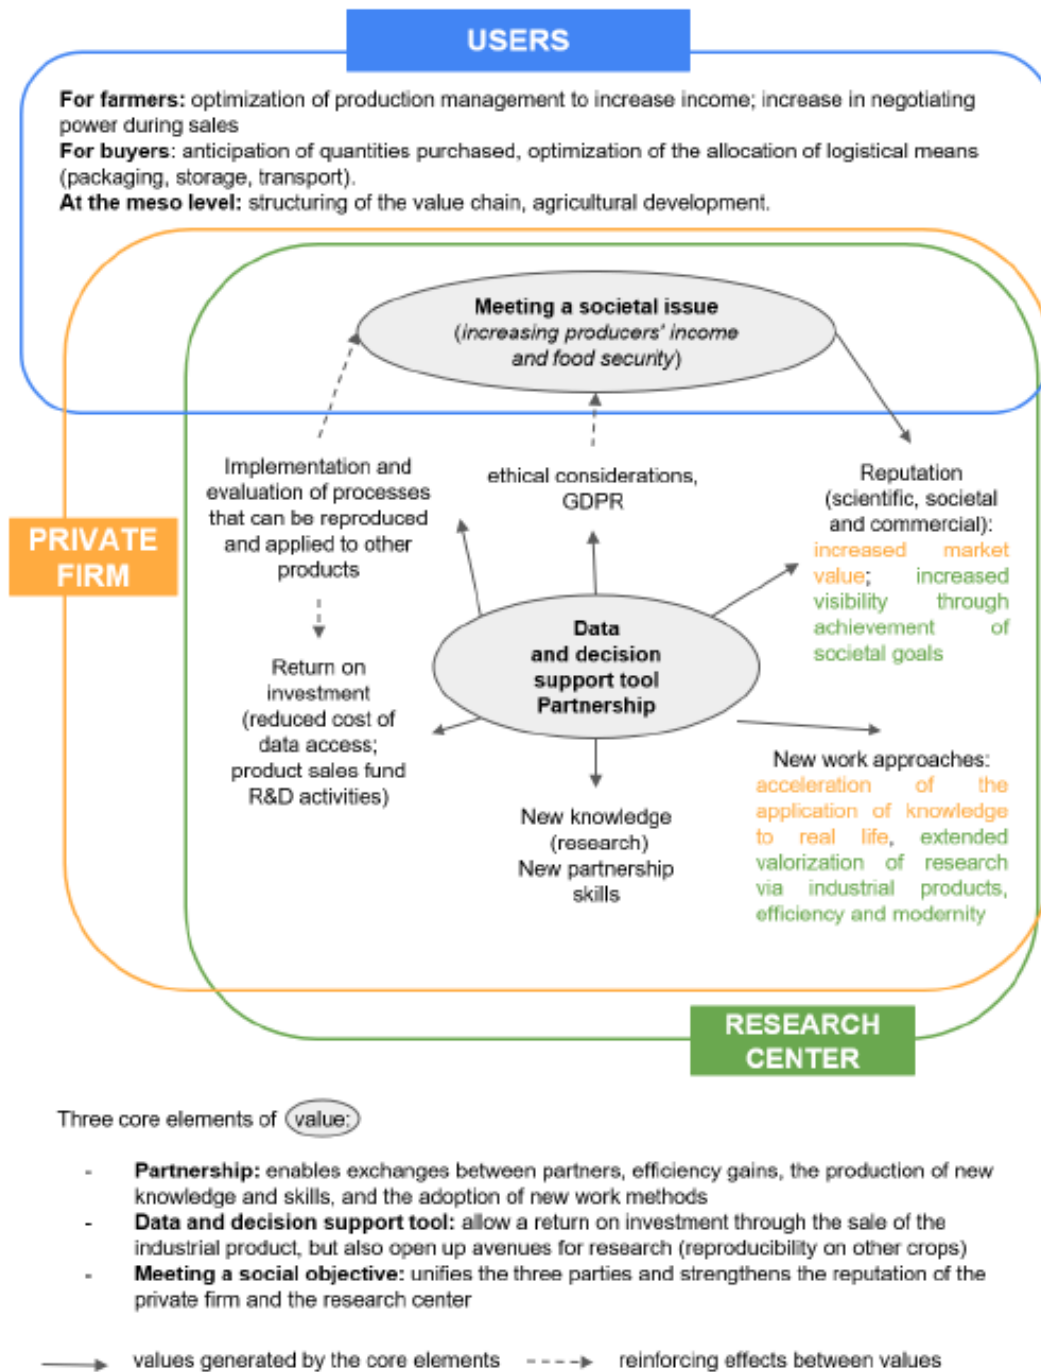 USERS
For farmers: optimization of production management to increase income; increase in negotiating
power during sales
For buyers: anticipation of quantities purchased, optimization of the allocation of logistical means
(packaging, storage, transport).
At the meso level: structuring of the value chain, agricultural development.
Meeting a societal issue
(increasing producers' income
and food security)
Implementation and
evaluation of processes
that can be reproduced
and applied to other
products
ethical considerations,
GDPR
Reputation
(scientific, societal
and commercial):
increased market
value; increased
visibility through
achievement of
societal goals
PRIVATE
FIRM
Data
and decision
support tool
Partnership
Return on
investment
(reduced cost of
data access;
product sales fund
R&D activities)
New knowledge
(research)
New partnership
skills
New work approaches:
acceleration of the
application of knowledge
to real life, extended
valorization of research
via industrial products,
efficiency and modernity
RESEARCH
CENTER
Three core elements of value:
- Partnership: enables exchanges between partners, efficiency gains, the production of new
knowledge and skills, and the adoption of new work methods
- Data and decision support tool: allow a return on investment through the sale of the
industrial product, but also open up avenues for research (reproducibility on other crops)
- Meeting a social objective: unifies the three parties and strengthens the reputation of the
private firm and the research center
values generated by the core elements
reinforcing effects between values